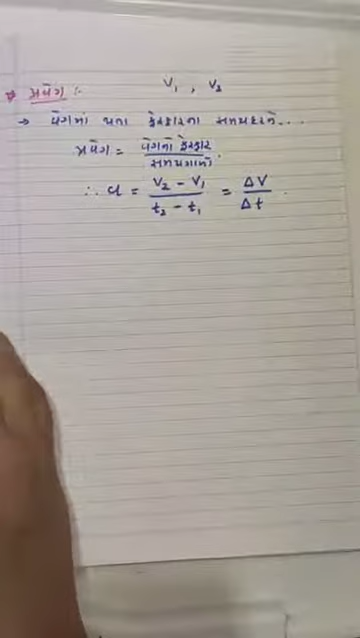 * પ્રવેગ :- V₁ , V₂
→ વેગમાં થતા ફેરફારના સમયદરને...
પ્રવેગ = વેગનો ફેરફાર / સમયગાળો
∴ a = V₂ - V₁ / t₂ - t₁ = ΔV / Δt